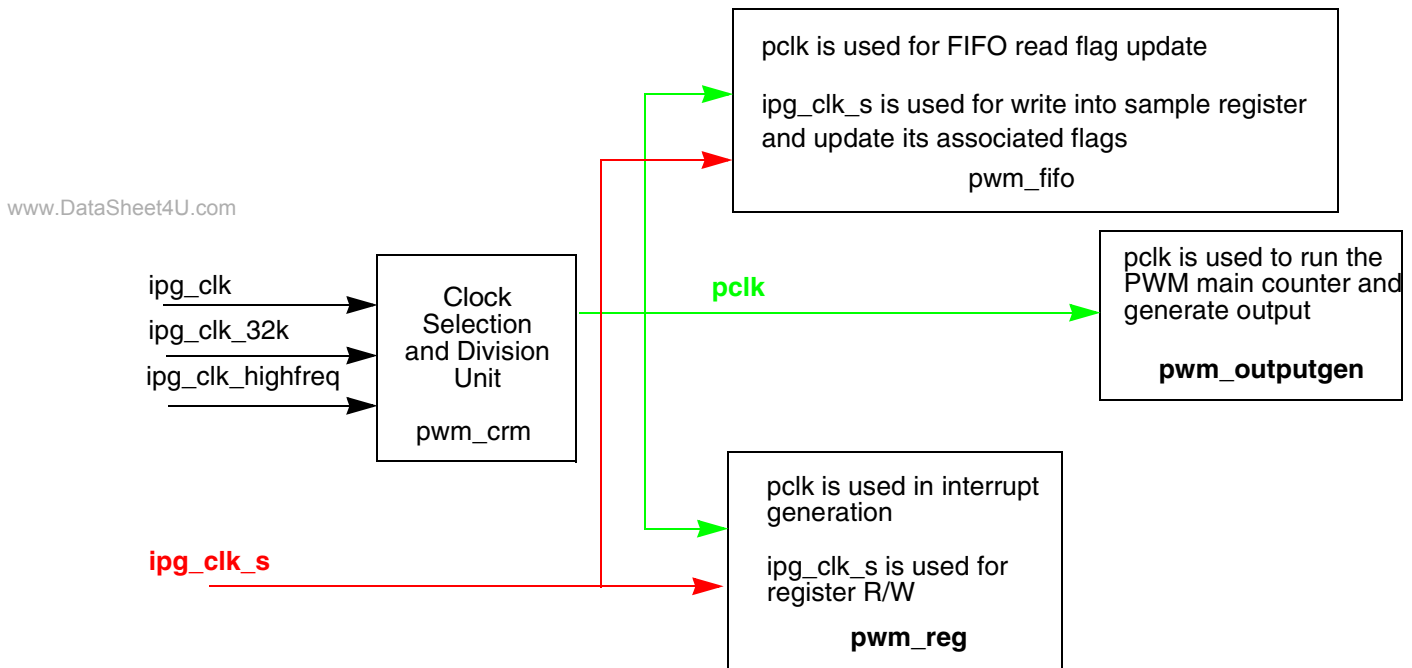 pclk is used for FIFO read flag update
ipg_clk_s is used for write into sample register
and update its associated flags
pwm_fifo
www.DataSheet4U.com
ipg_clk
ipg_clk_32k
ipg_clk_highfreq
Clock
Selection
and Division
Unit
pwm_crm
pclk
pclk is used to run the
PWM main counter and
generate output
pwm_outputgen
ipg_clk_s
pclk is used in interrupt
generation
ipg_clk_s is used for
register R/W
pwm_reg